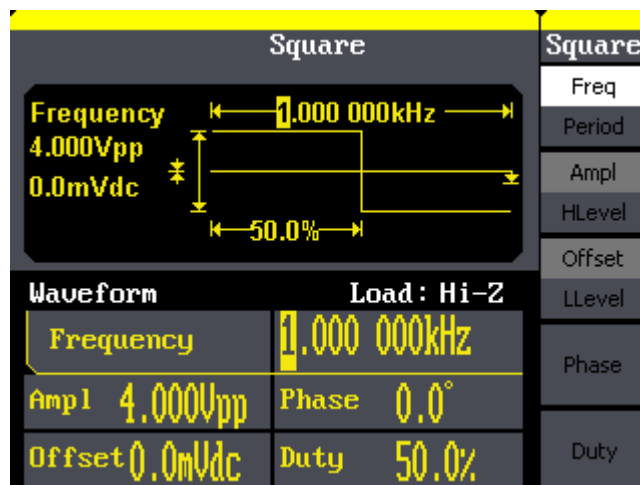 Square
Square
Freq
Period
Ampl
HLevel
Offset
LLevel
Phase
Duty
Frequency
1.000 000kHz
4.000Vpp
0.0mVdc
50.0%
Waveform
Load: Hi-Z
Frequency
1.000 000kHz
Ampl 4.000Vpp
Phase 0.0°
Offset 0.0mVdc
Duty 50.0%